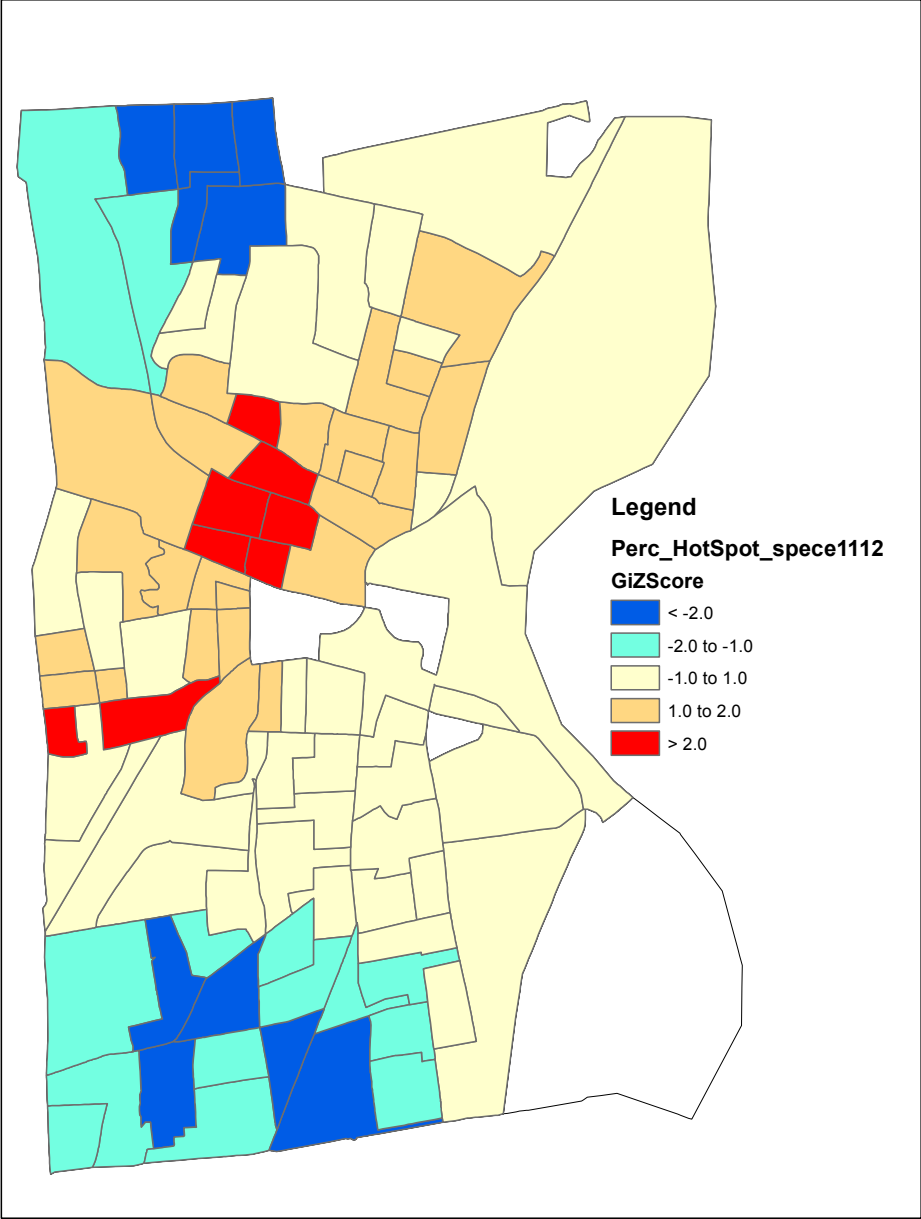 Legend
Perc_HotSpot_spece1112
GiZScore
< -2.0
-2.0 to -1.0
-1.0 to 1.0
1.0 to 2.0
> 2.0